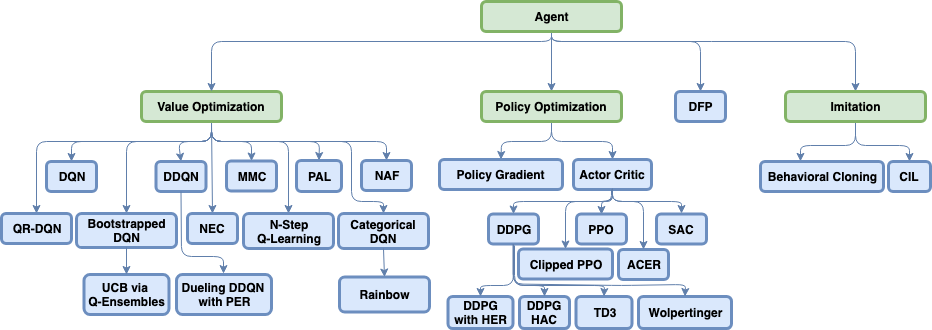 Agent
Value Optimization
Policy Optimization
DFP
Imitation
DQN
DDQN
MMC
PAL
NAF
Policy Gradient
Actor Critic
Behavioral Cloning
CIL
QR-DQN
Bootstrapped
DQN
NEC
N-Step
Q-Learning
Categorical
DQN
DDPG
PPO
SAC
Clipped PPO
ACER
UCB via
Q-Ensembles
Dueling DDQN
with PER
Rainbow
DDPG
with HER
DDPG
HAC
TD3
Wolpertinger